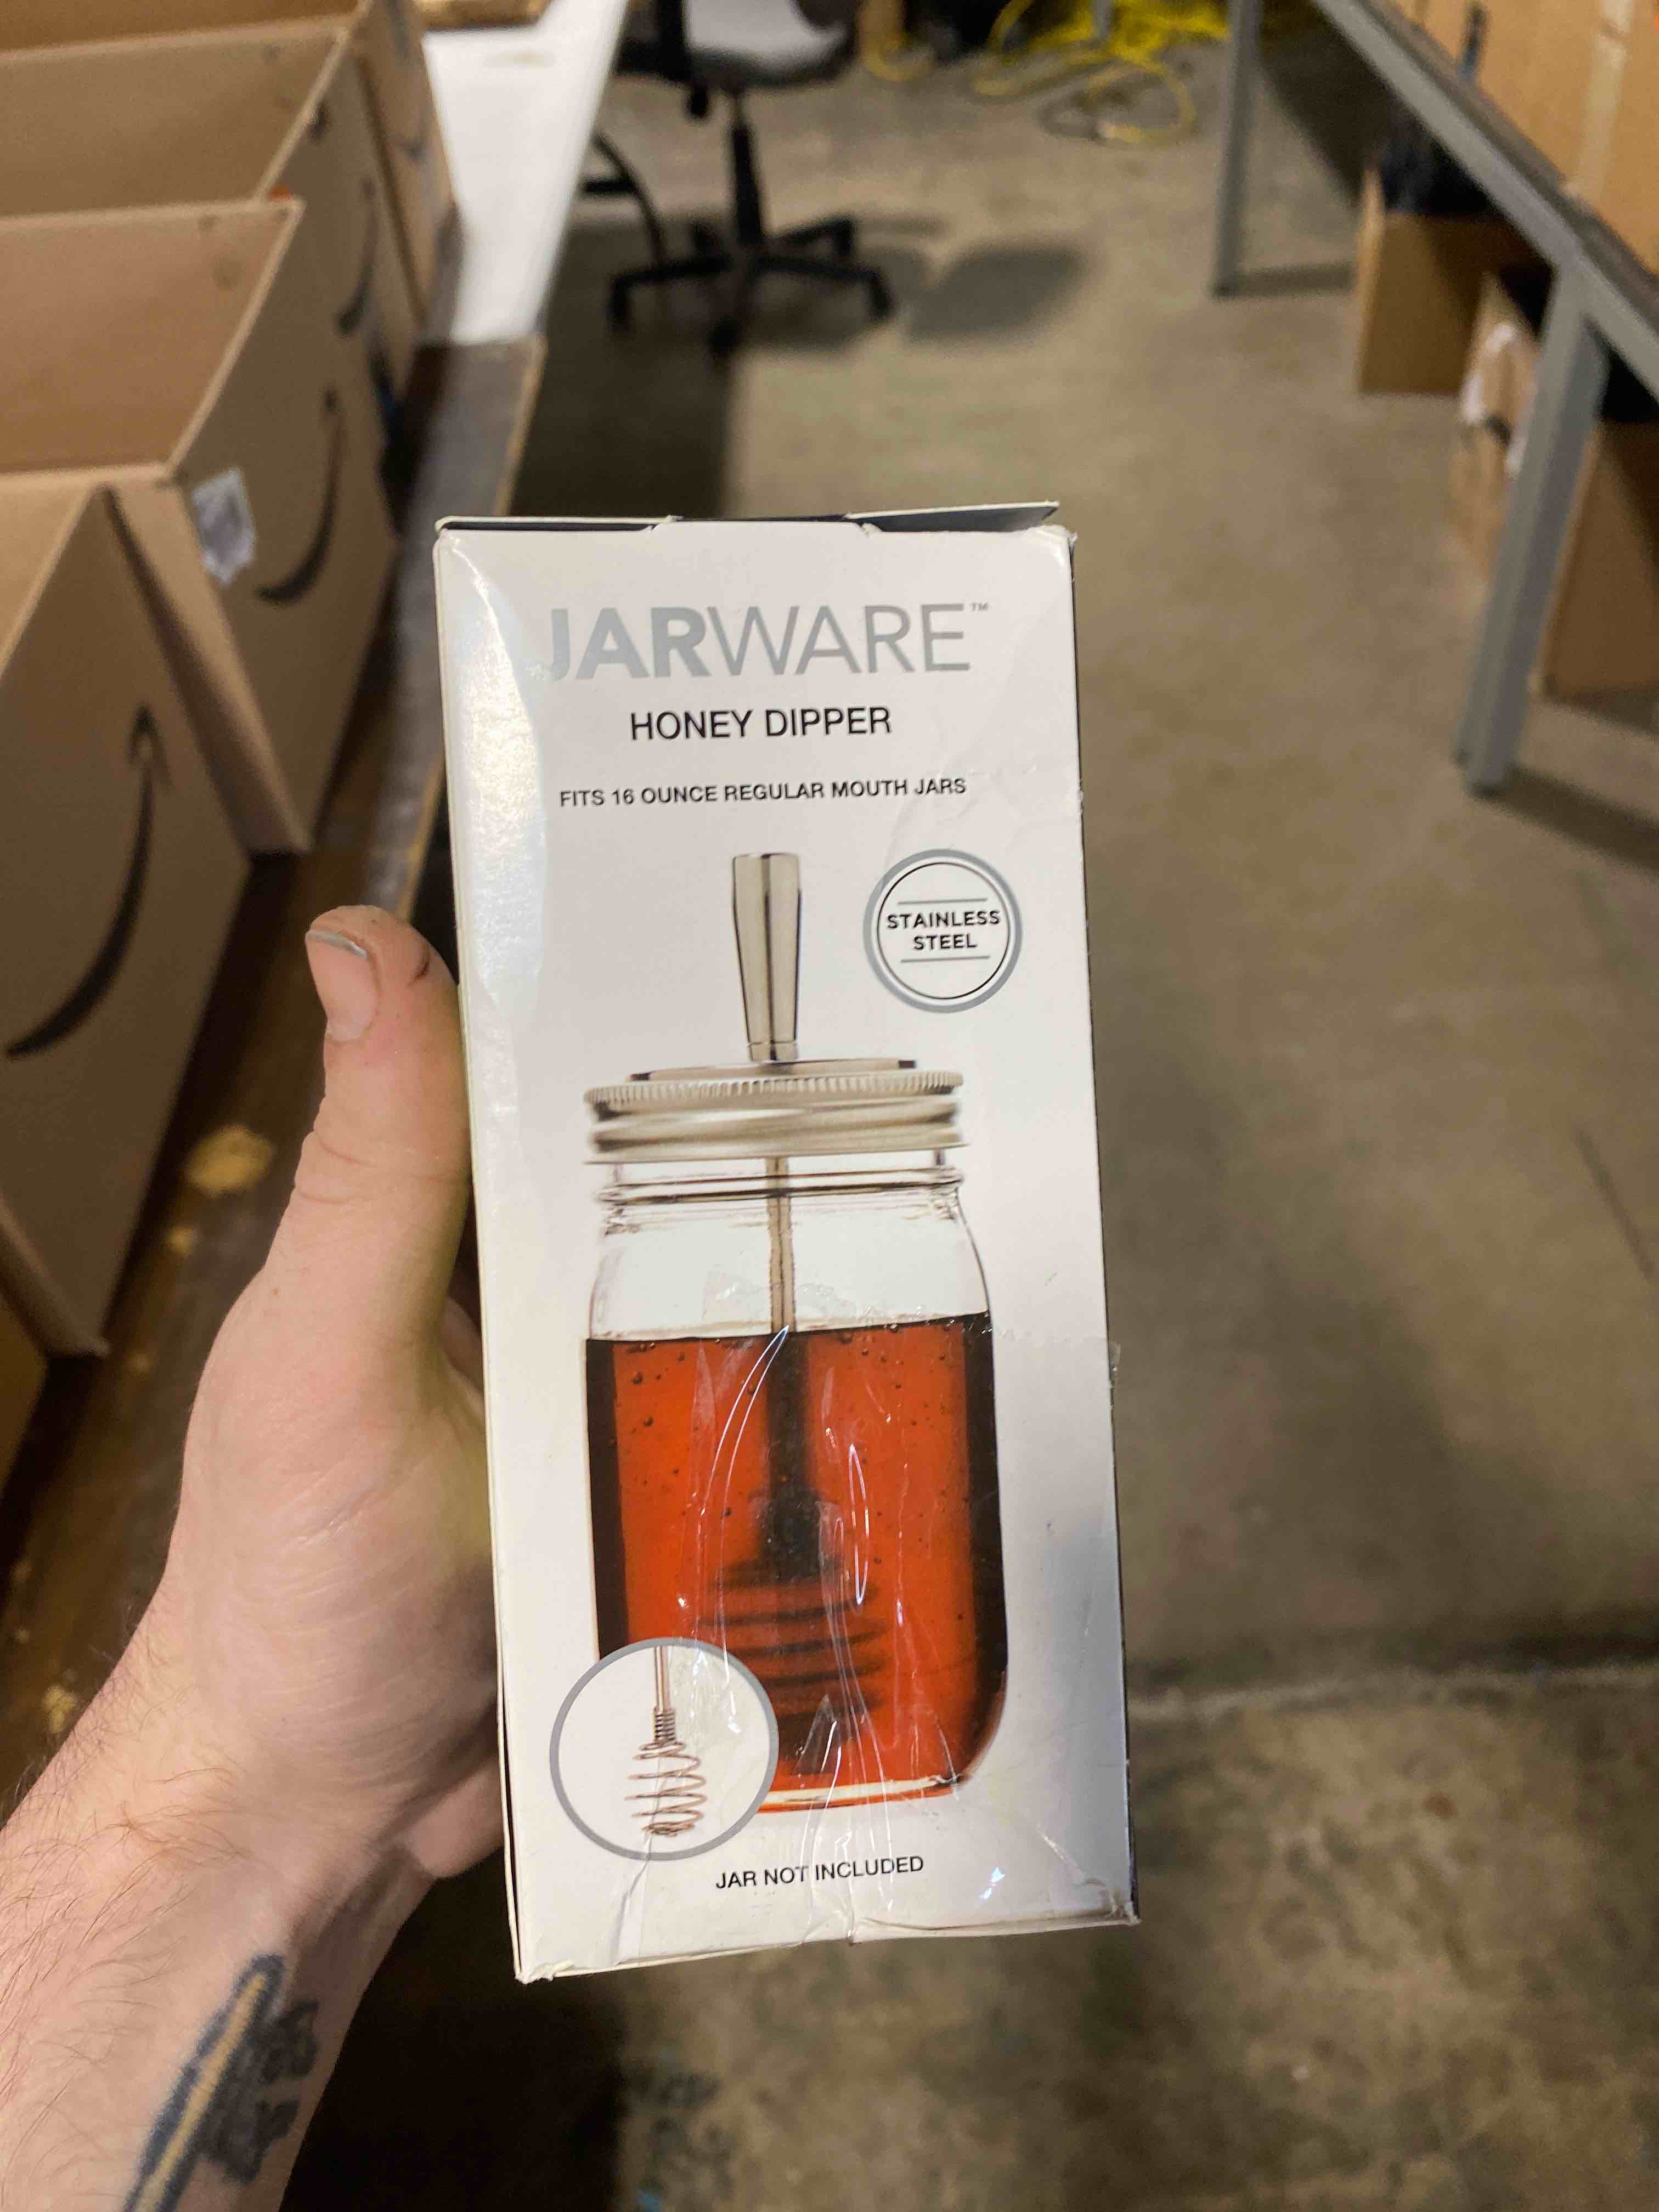 JARWARE™
HONEY DIPPER
FITS 16 OUNCE REGULAR MOUTH JARS
STAINLESS
STEEL
JAR NOT INCLUDED